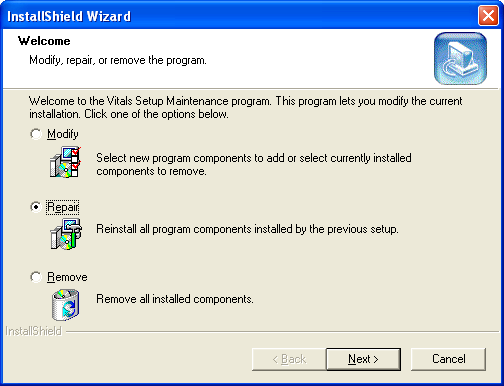 InstallShield Wizard
Welcome
Modify, repair, or remove the program.
Welcome to the Vitals Setup Maintenance program. This program lets you modify the current
installation. Click one of the options below.
Modify
Select new program components to add or select currently installed
components to remove.
Repair
Reinstall all program components installed by the previous setup.
Remove
Remove all installed components.
InstallShield
< Back
Next >
Cancel